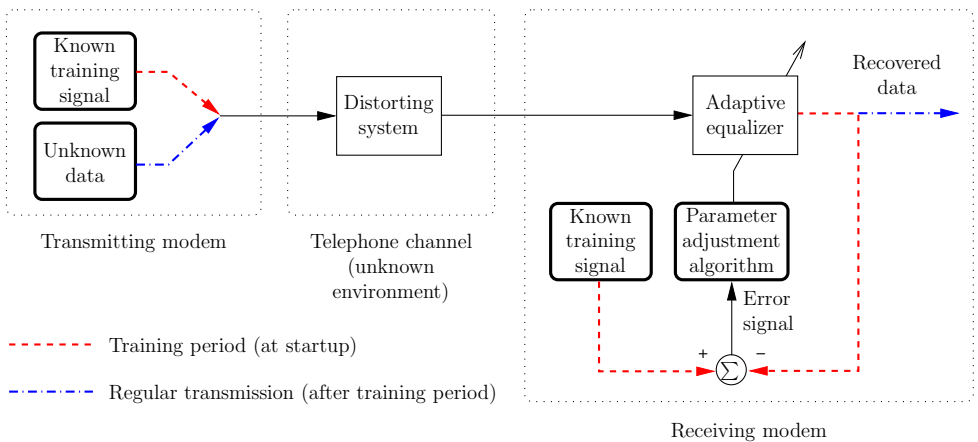 Known
training
signal
Unknown
data
Transmitting modem
Distorting
system
Telephone channel
(unknown
environment)
Adaptive
equalizer
Recovered
data
Known
training
signal
Parameter
adjustment
algorithm
Error
signal
+
−
∑
Receiving modem
Training period (at startup)
Regular transmission (after training period)